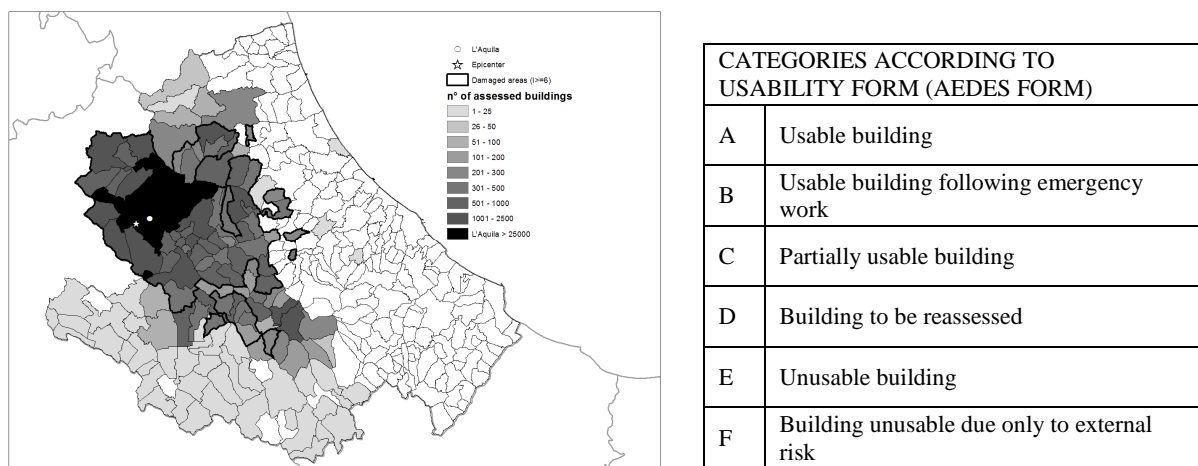 L'Aquila
Epicenter
Damaged areas (I>=6)
n° of assessed buildings
1 - 25
26 - 50
51 - 100
101 - 200
201 - 300
301 - 500
501 - 1000
1001 - 2500
L'Aquila > 25000
CATEGORIES ACCORDING TO
USABILITY FORM (AEDES FORM)
A Usable building
B Usable building following emergency
work
C Partially usable building
D Building to be reassessed
E Unusable building
F Building unusable due only to external
risk